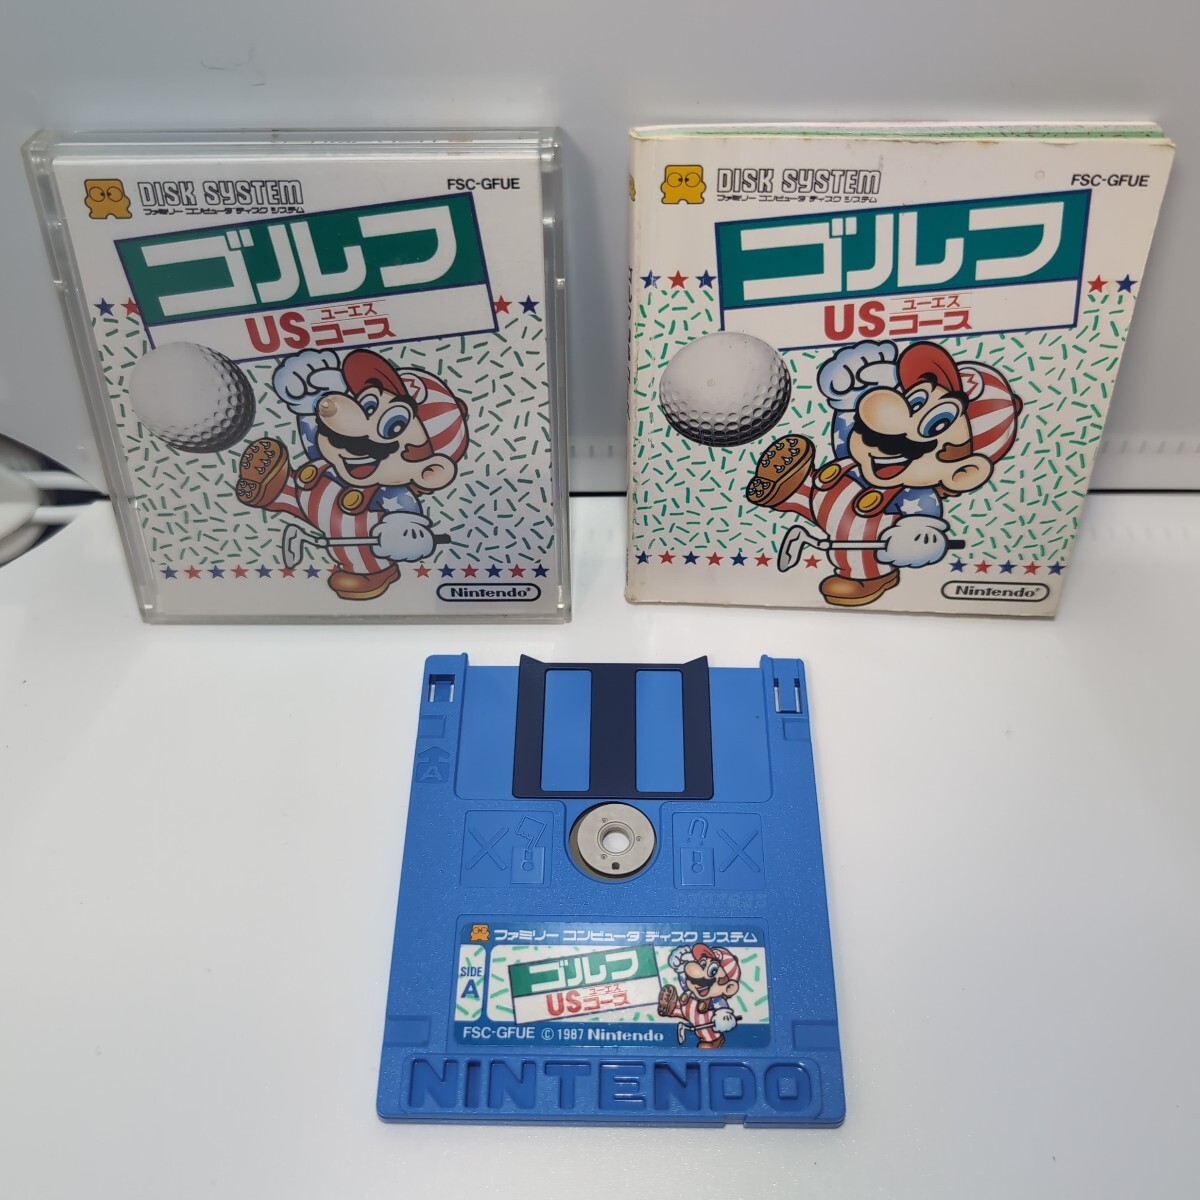 DISK SYSTEM
FSC-GFUE
ファミリー コンピュータ ディスク システム
ゴルフ
ユーエス
USコース
M
Nintendo®
DISK SYSTEM
FSC-GFUE
ファミリー コンピュータ ディスク システム
ゴルフ
ユーエス
USコース
M
Nintendo®
A
ファミリー コンピュータ ディスク システム
SIDE
A
ゴルフ
ユーエス
USコース
FSC-GFUE © 1987 Nintendo
NINTENDO